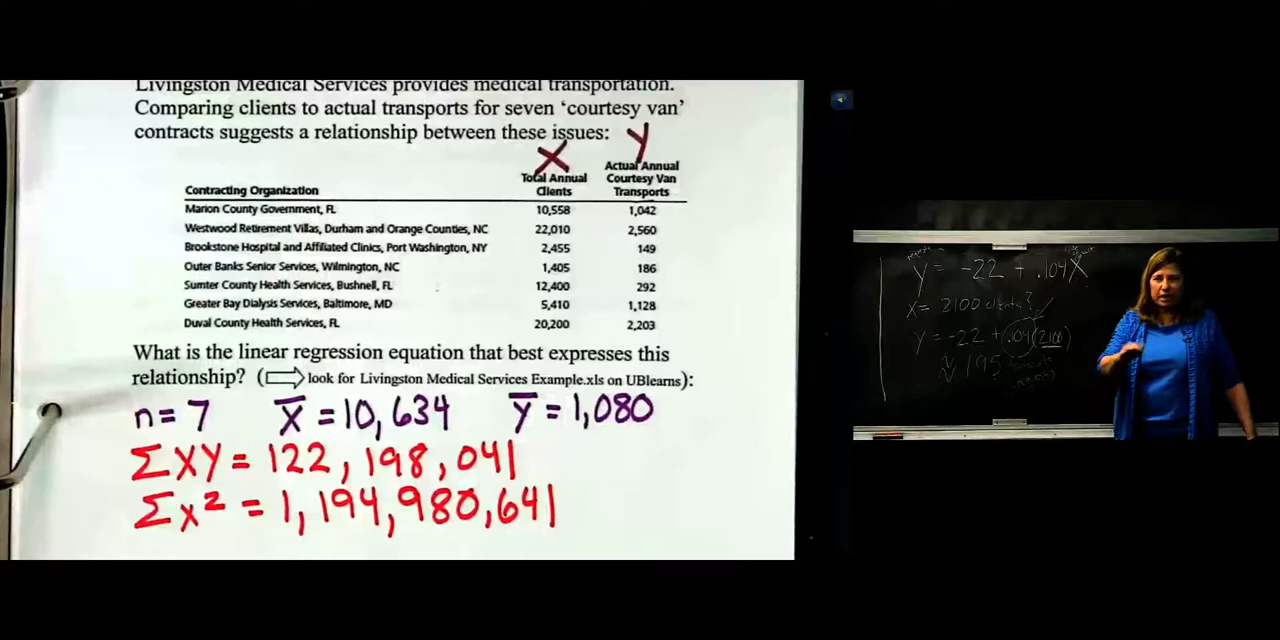 Livingston Medical Services provides medical transportation.
Comparing clients to actual transports for seven ‘courtesy van’
contracts suggests a relationship between these issues:
X Y
Contracting Organization Total Annual Clients Actual Annual Courtesy Van Transports
Marion County Government, FL 10,558 1,042
Westwood Retirement Villas, Durham and Orange Counties, NC 22,010 2,560
Brookstone Hospital and Affiliated Clinics, Port Washington, NY 2,455 149
Outer Banks Senior Services, Wilmington, NC 1,405 186
Sumter County Health Services, Bushnell, FL 12,400 292
Greater Bay Dialysis Services, Baltimore, MD 5,410 1,128
Duval County Health Services, FL 20,200 2,203
What is the linear regression equation that best expresses this
relationship? (⇨ look for Livingston Medical Services Example.xls on UBlearns):
n = 7 X̅ = 10,634 Y̅ = 1,080
ΣXY = 122,198,041
Σx² = 1,194,980,641
y = -22 + .104X
X = 2100 clients?
y = -22 + .104(2100)
≈ 195